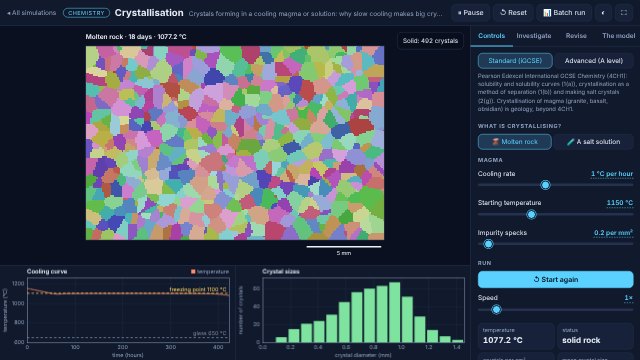 ◂ All simulations
CHEMISTRY
Crystallisation
Crystals forming in a cooling magma or solution: why slow cooling makes big cry...
Pause
Reset
Batch run
Molten rock · 18 days · 1077.2 °C
Solid: 492 crystals
5 mm
Cooling curve
temperature
freezing point 1100 °C
glass 650 °C
temperature (°C)
1200
1000
800
600
0
100
200
300
400
time (hours)
Crystal sizes
number of crystals
60
40
20
0
0.0
0.2
0.4
0.6
0.8
1.0
1.2
1.4
crystal diameter (mm)
Controls
Investigate
Revise
The model
Standard (iGCSE)
Advanced (A level)
Pearson Edexcel International GCSE Chemistry (4CH1):
solubility and solubility curves (1(a)), crystallisation as a
method of separation (1(b)) and making salt crystals
(2(g)). Crystallisation of magma (granite, basalt,
obsidian) is geology, beyond 4CH1.
WHAT IS CRYSTALLISING?
Molten rock
A salt solution
MAGMA
Cooling rate
1 °C per hour
Starting temperature
1150 °C
Impurity specks
0.2 per mm²
RUN
Start again
Speed
1×
temperature
1077.2 °C
status
solid rock